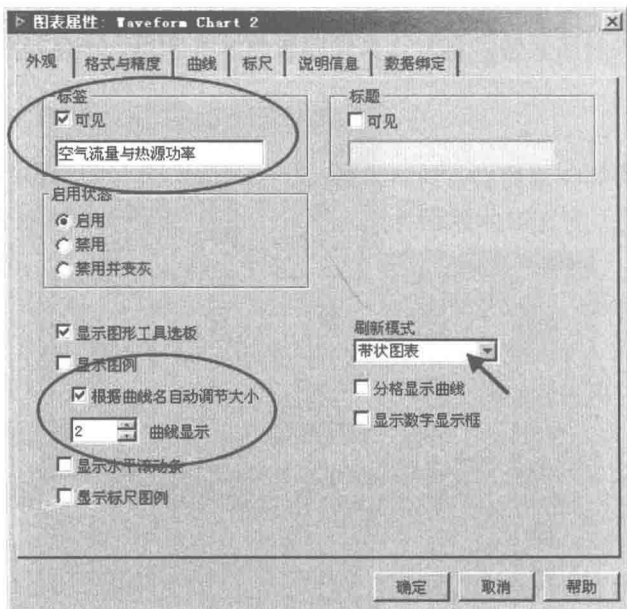 图表属性: Waveform Chart 2
外观 格式与精度 曲线 标尺 说明信息 数据绑定
标签
可见
空气流量与热源功率
标题
可见
启用状态
启用
禁用
禁用并变灰
显示图形工具选板
显示图例
根据曲线名自动调节大小
2 曲线显示
显示水平滚动条
显示标尺图例
刷新模式
带状图表
分格显示曲线
显示数字显示框
确定 取消 帮助